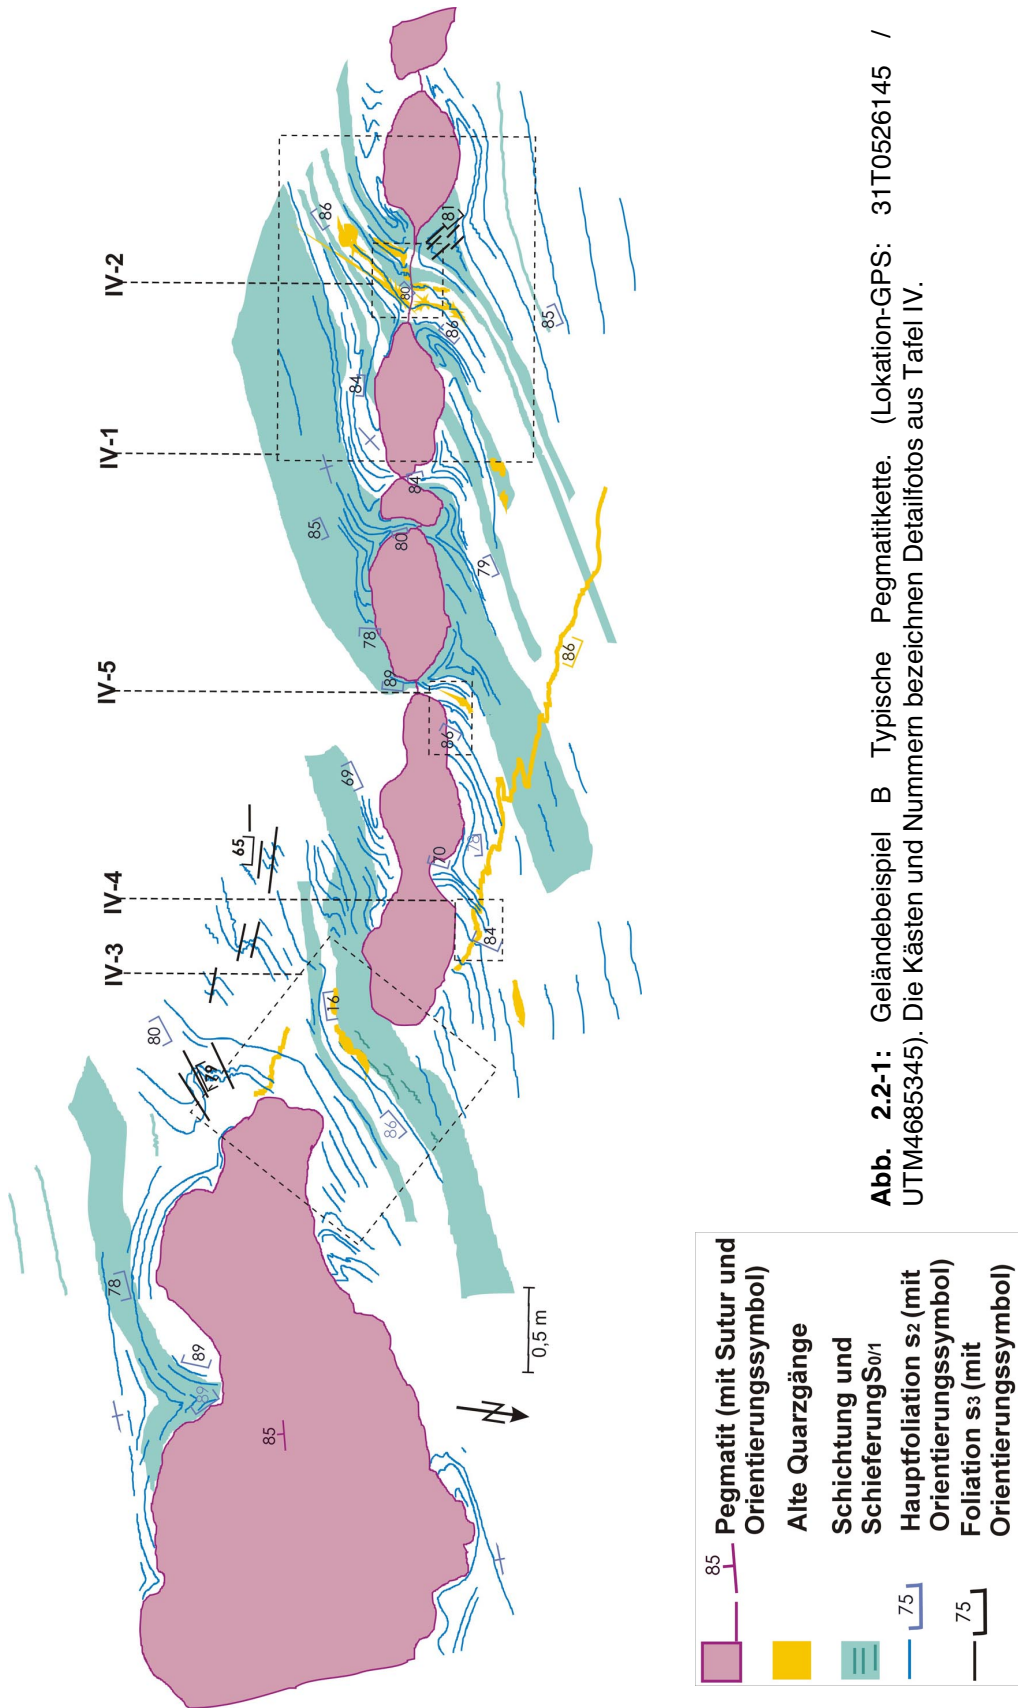 IV-3
IV-4
IV-5
IV-1
IV-2
78
89
89
85
80
79
65
16
86
69
84
70
78
86
89
78
80
85
84
79
84
86
80
86
81
85
86
N
0,5 m
85
Pegmatit (mit Sutur und
Orientierungssymbol)
Alte Quarzgänge
Schichtung und
SchieferungS0/1
75
Hauptfoliation s2 (mit
Orientierungssymbol)
75
Foliation s3 (mit
Orientierungssymbol)
Abb. 2.2-1: Geländebeispiel B Typische Pegmatitkette. (Lokation-GPS: 31T0526145 /
UTM4685345). Die Kästen und Nummern bezeichnen Detailfotos aus Tafel IV.